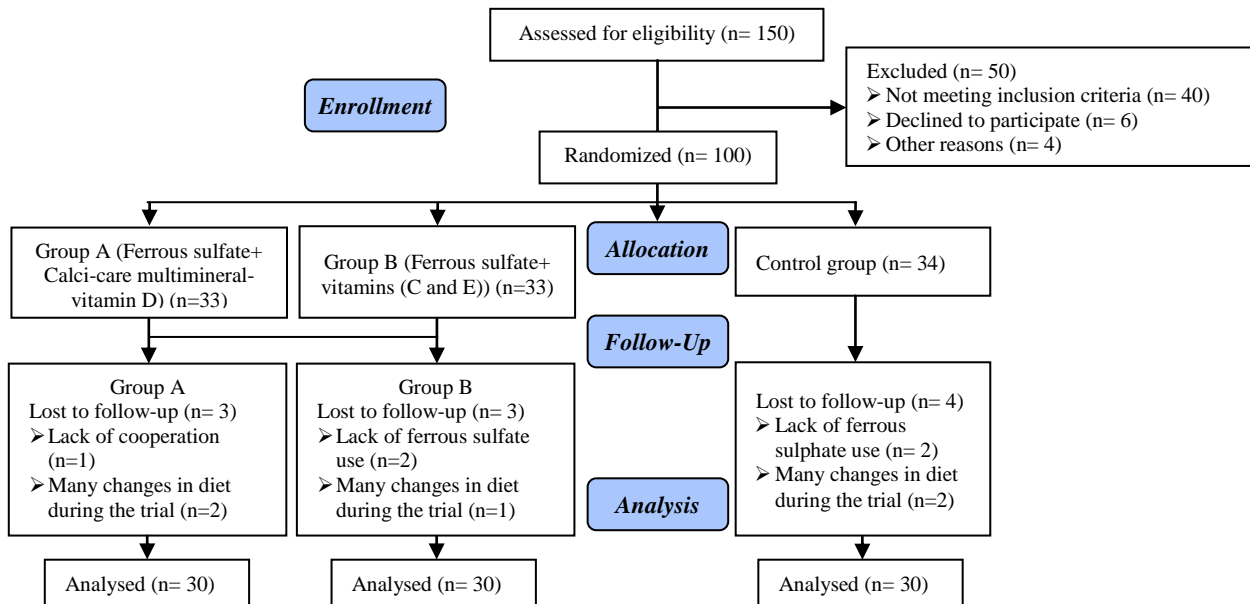 Assessed for eligibility (n= 150)
Excluded (n= 50)
➢ Not meeting inclusion criteria (n= 40)
➢ Declined to participate (n= 6)
➢ Other reasons (n= 4)
Enrollment
Randomized (n= 100)
Group A (Ferrous sulfate+
Calci-care multimineral-
vitamin D) (n=33)
Group B (Ferrous sulfate+
vitamins (C and E)) (n=33)
Allocation
Control group (n= 34)
Follow-Up
Group A
Lost to follow-up (n= 3)
➢ Lack of cooperation
(n=1)
➢ Many changes in diet
during the trial (n=2)
Group B
Lost to follow-up (n= 3)
➢ Lack of ferrous sulfate
use (n=2)
➢ Many changes in diet
during the trial (n=1)
Lost to follow-up (n= 4)
➢ Lack of ferrous
sulphate use (n= 2)
➢ Many changes in diet
during the trial (n=2)
Analysis
Analysed (n= 30)
Analysed (n= 30)
Analysed (n= 30)